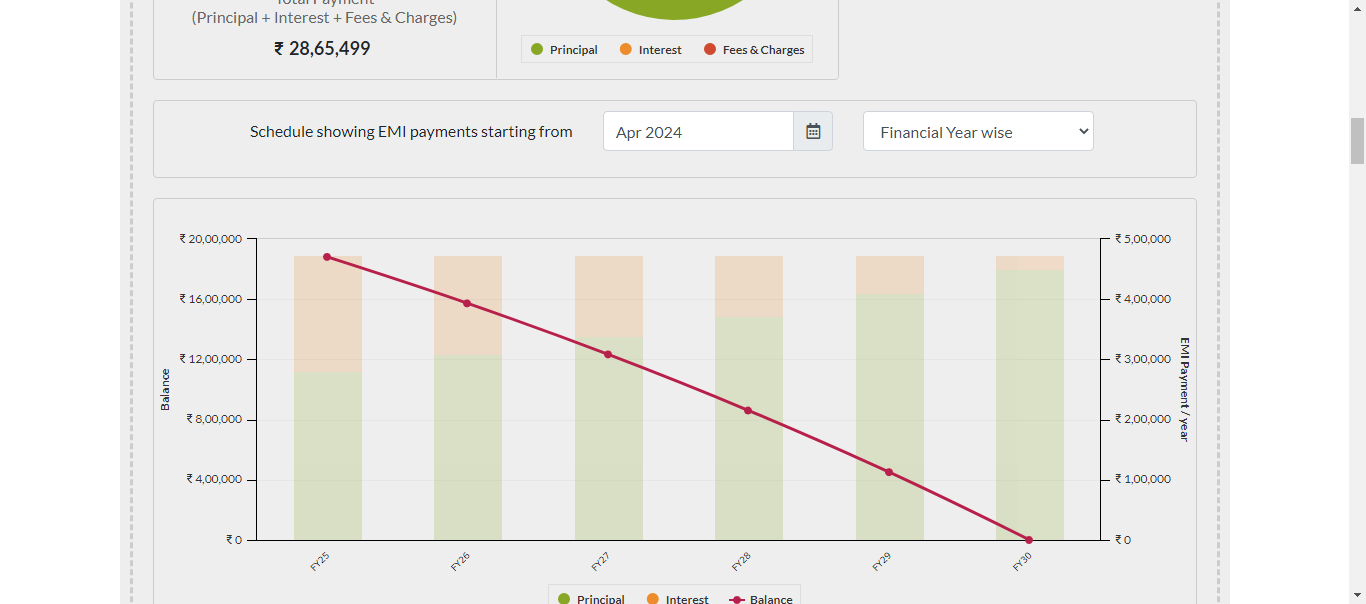 Total Payment
(Principal + Interest + Fees & Charges)
₹ 28,65,499
Principal Interest Fees & Charges
Schedule showing EMI payments starting from Apr 2024 Financial Year wise
₹ 20,00,000
₹ 16,00,000
₹ 12,00,000
₹ 8,00,000
₹ 4,00,000
₹ 0
Balance
₹ 5,00,000
₹ 4,00,000
₹ 3,00,000
₹ 2,00,000
₹ 1,00,000
₹ 0
EMI Payment / year
FY25 FY26 FY27 FY28 FY29 FY30
Principal Interest Balance